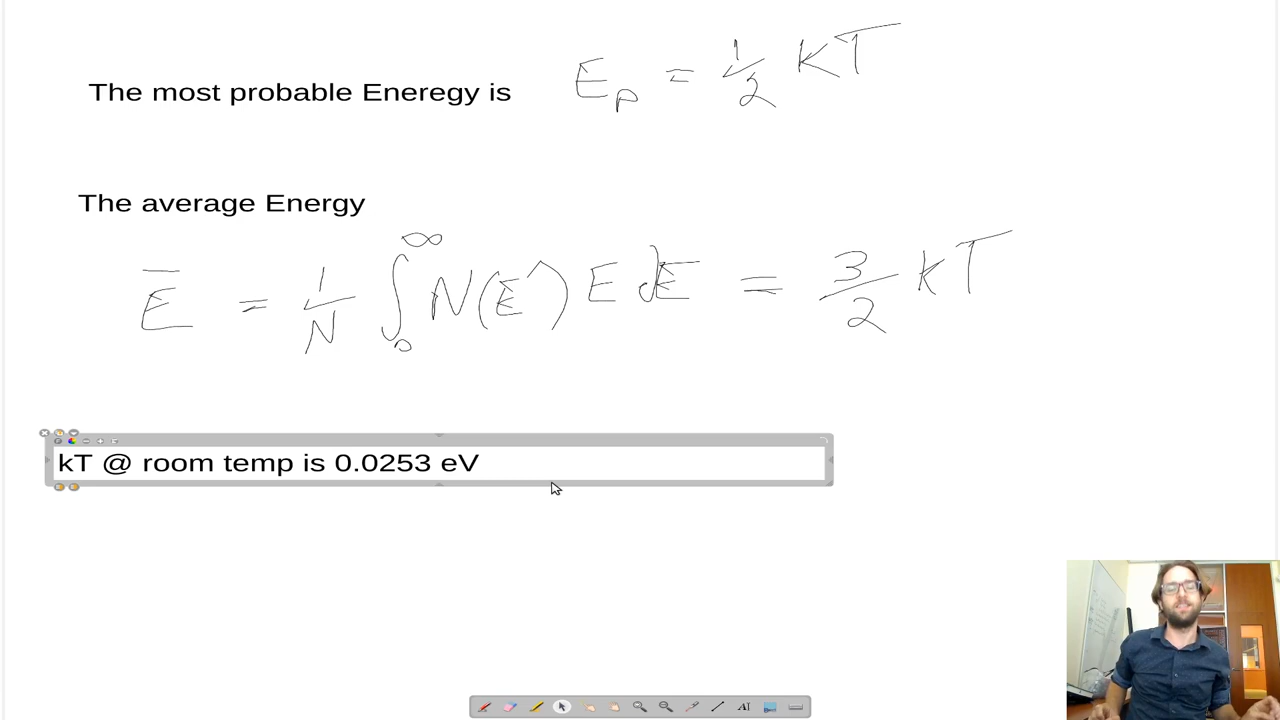 The most probable Eneregy is E_p = 1/2 kT
The average Energy
E̅ = 1/N ∫₀^∞ N(E) E dE = 3/2 kT
kT @ room temp is 0.0253 eV